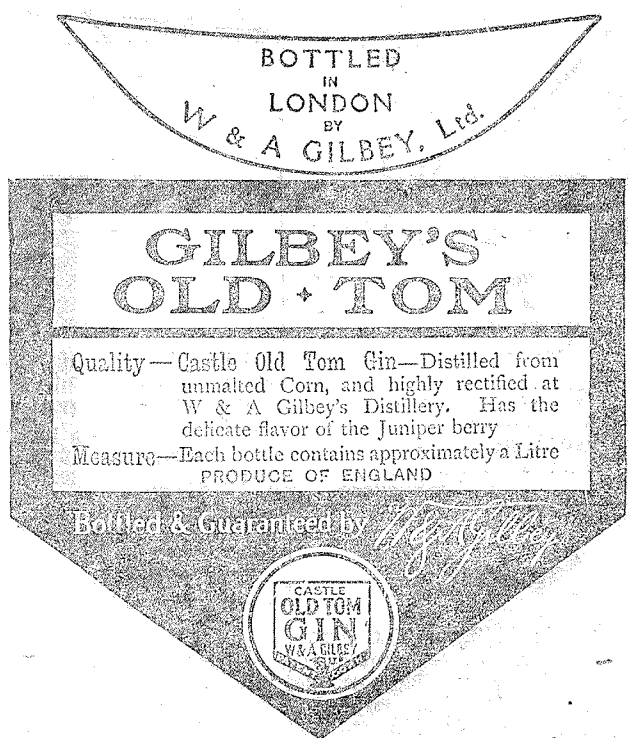 BOTTLED
IN
LONDON
BY
W & A GILBEY, Ltd.
GILBEY'S
OLD TOM
Quality — Castle Old Tom Gin—Distilled from
unmalted Corn, and highly rectified at
W & A Gilbey's Distillery. Has the
delicate flavor of the Juniper berry
Measure—Each bottle contains approximately a Litre
PRODUCE OF ENGLAND
Bottled & Guaranteed by W & A Gilbey
CASTLE
OLD TOM
GIN
W & A GILBEY
LTD